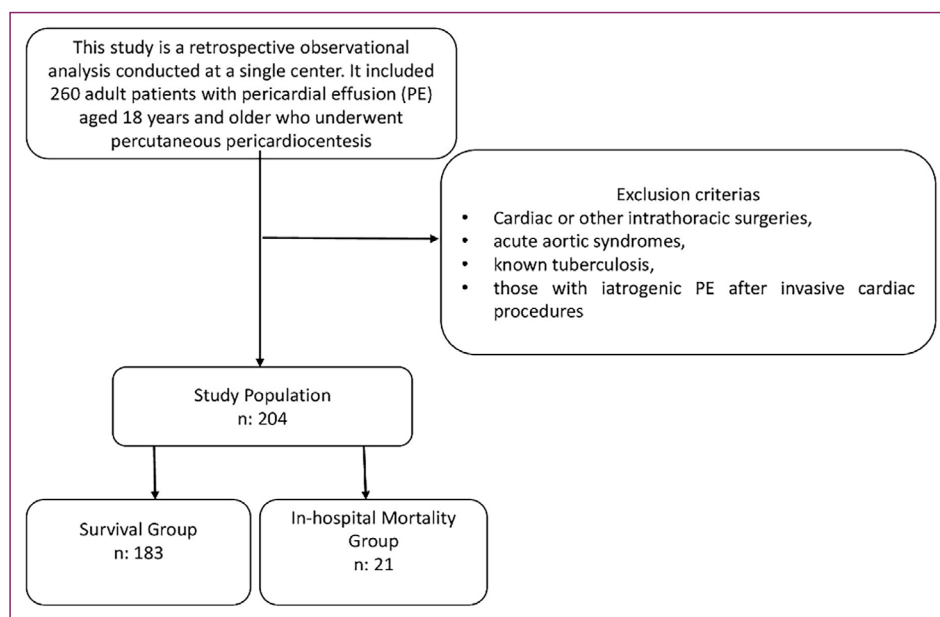 This study is a retrospective observational
analysis conducted at a single center. It included
260 adult patients with pericardial effusion (PE)
aged 18 years and older who underwent
percutaneous pericardiocentesis
Exclusion criterias
• Cardiac or other intrathoracic surgeries,
• acute aortic syndromes,
• known tuberculosis,
• those with iatrogenic PE after invasive cardiac
procedures
Study Population
n: 204
Survival Group
n: 183
In-hospital Mortality
Group
n: 21